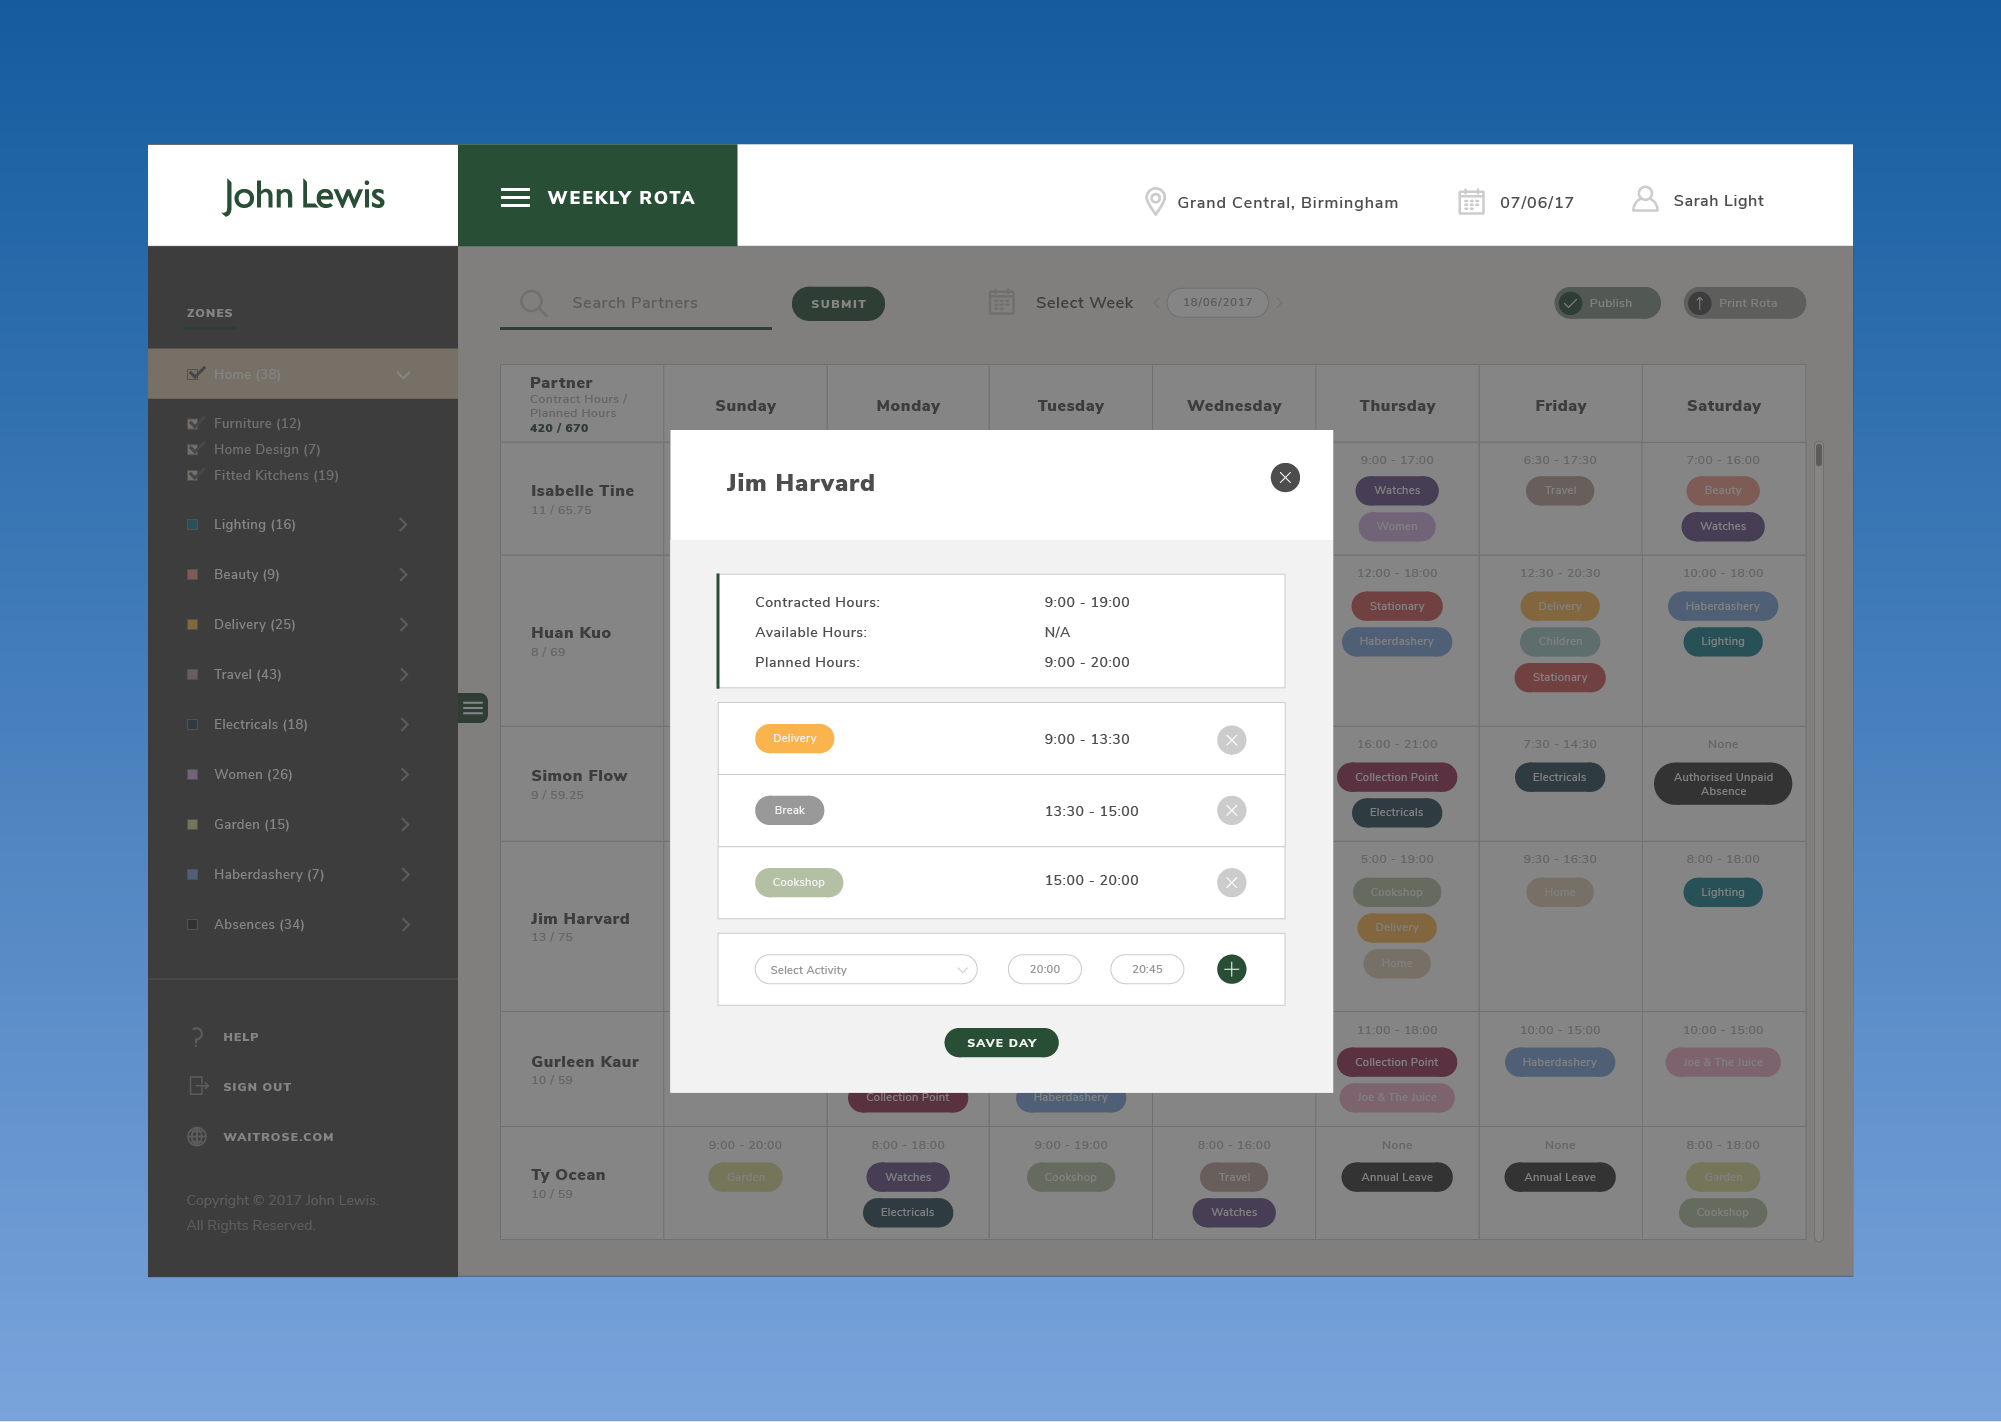 John Lewis
WEEKLY ROTA
Grand Central, Birmingham
07/06/17
Sarah Light
ZONES
Home (38)
Furniture (12)
Home Design (7)
Fitted Kitchens (19)
Lighting (16)
Beauty (9)
Delivery (25)
Travel (43)
Electricals (18)
Women (26)
Garden (15)
Haberdashery (7)
Absences (34)
HELP
SIGN OUT
WAITROSE.COM
Copyright © 2017 John Lewis.
All Rights Reserved.
Search Partners
SUBMIT
Select Week
18/06/2017
Publish
Print Rota
Partner
Contract Hours /
Planned Hours
420 / 670
Sunday
Monday
Tuesday
Wednesday
Thursday
Friday
Saturday
Isabelle Tine
11 / 65.75
9:00 - 17:00
Watches
Women
6:30 - 17:30
Travel
7:00 - 16:00
Beauty
Watches
Huan Kuo
8 / 69
12:00 - 18:00
Stationary
Haberdashery
12:30 - 20:30
Delivery
Children
Stationary
10:00 - 18:00
Haberdashery
Lighting
Simon Flow
9 / 59.25
16:00 - 21:00
Collection Point
Electricals
7:30 - 14:30
Electricals
None
Authorised Unpaid
Absence
Jim Harvard
13 / 75
5:00 - 19:00
Cookshop
Delivery
Home
9:30 - 16:30
Home
8:00 - 18:00
Lighting
Gurleen Kaur
10 / 59
Collection Point
Haberdashery
11:00 - 18:00
Collection Point
Joe & The Juice
10:00 - 15:00
Haberdashery
10:00 - 15:00
Joe & The Juice
Ty Ocean
10 / 59
9:00 - 20:00
Garden
8:00 - 18:00
Watches
Electricals
9:00 - 19:00
Cookshop
8:00 - 16:00
Travel
Watches
None
Annual Leave
None
Annual Leave
8:00 - 18:00
Garden
Cookshop
Jim Harvard
Contracted Hours:
9:00 - 19:00
Available Hours:
N/A
Planned Hours:
9:00 - 20:00
Delivery
9:00 - 13:30
Break
13:30 - 15:00
Cookshop
15:00 - 20:00
Select Activity
20:00
20:45
SAVE DAY